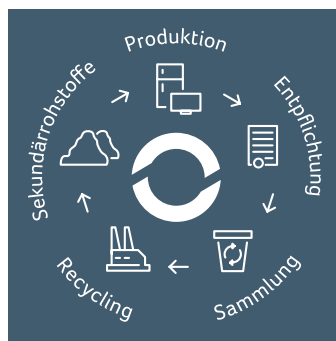 Produktion
Entpflichtung
Sammlung
Recycling
Sekundärrohstoffe